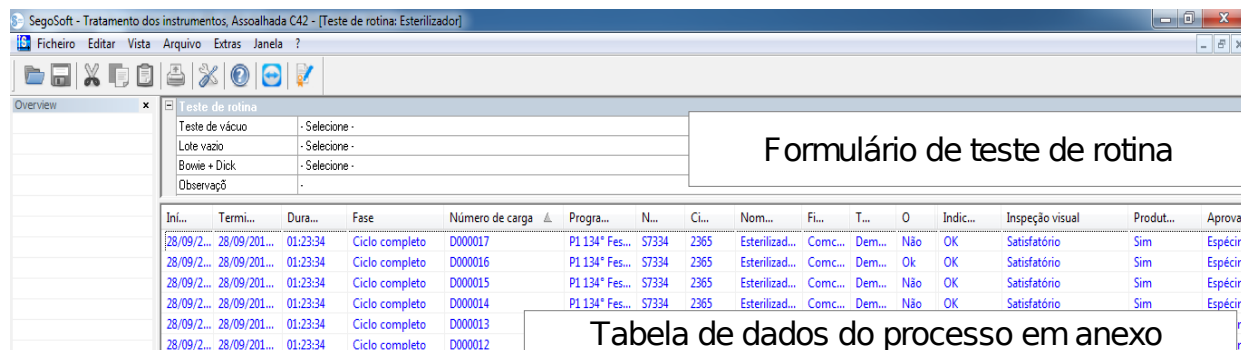 SegoSoft - Tratamento dos instrumentos, Assoalhada C42 - [Teste de rotina: Esterilizador]
Ficheiro Editar Vista Arquivo Extras Janela ?
Overview x
Teste de rotina
Teste de vácuo - Selecione -
Lote vazio - Selecione -
Bowie + Dick - Selecione -
Observaçõ -
Formulário de teste de rotina
Iní... Termi... Dura... Fase Número de carga Progra... N... Ci... Nom... Fi... T... O Indic... Inspeção visual Produt... Aprova
28/09/2... 28/09/201... 01:23:34 Ciclo completo D000017 P1 134° Fes... S7334 2365 Esterilizad... Comc... Dem... Não OK Satisfatório Sim Espécir
28/09/2... 28/09/201... 01:23:34 Ciclo completo D000016 P1 134° Fes... S7334 2365 Esterilizad... Comc... Dem... Ok OK Satisfatório Sim Espécir
28/09/2... 28/09/201... 01:23:34 Ciclo completo D000015 P1 134° Fes... S7334 2365 Esterilizad... Comc... Dem... Não OK Satisfatório Sim Espécir
28/09/2... 28/09/201... 01:23:34 Ciclo completo D000014 P1 134° Fes... S7334 2365 Esterilizad... Comc... Dem... Não OK Satisfatório Sim Espécir
28/09/2... 28/09/201... 01:23:34 Ciclo completo D000013
28/09/2... 28/09/201... 01:23:34 Ciclo completo D000012
Tabela de dados do processo em anexo